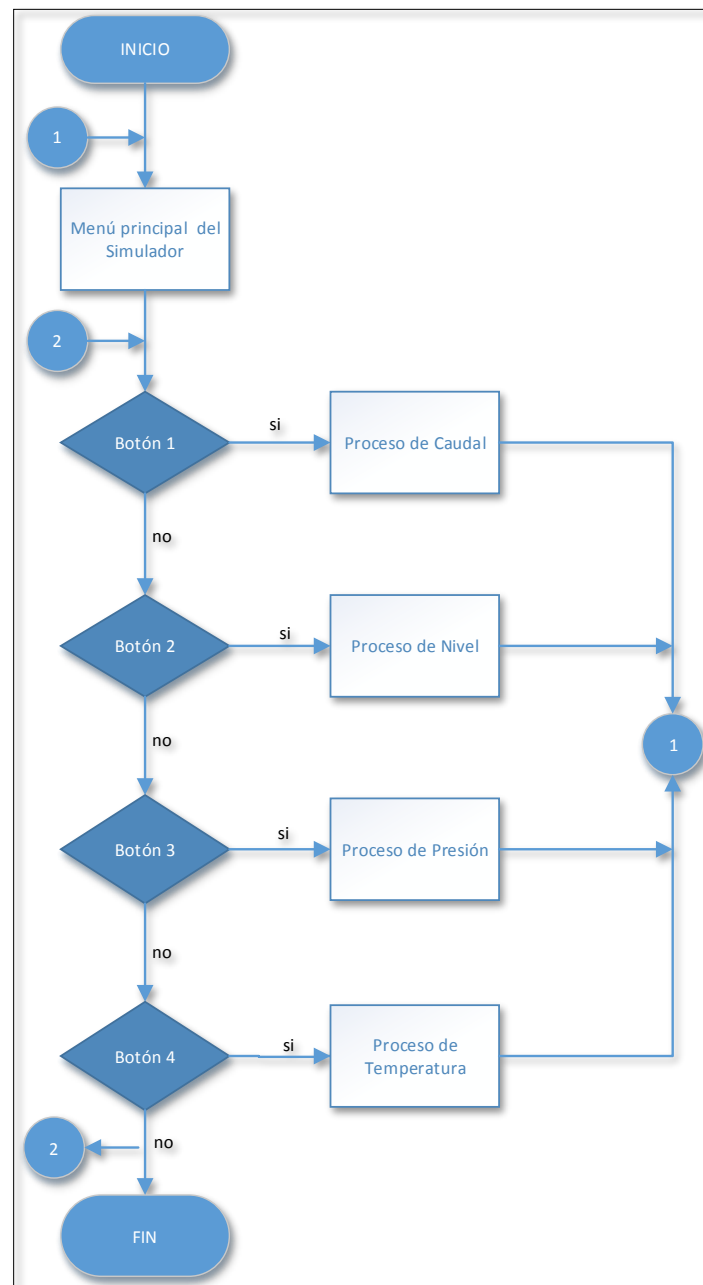 INICIO
1
Menú principal del
Simulador
2
Botón 1
si
Proceso de Caudal
no
Botón 2
si
Proceso de Nivel
no
1
Botón 3
si
Proceso de Presión
no
Botón 4
si
Proceso de
Temperatura
2
no
FIN